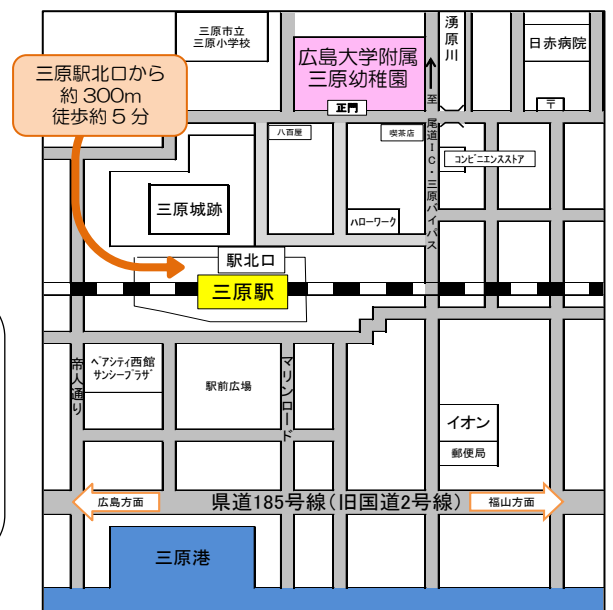 三原市立
三原小学校
広島大学附属
三原幼稚園
正門
湧原川
日赤病院
〒
三原駅北口から
約300m
徒歩約5分
八百屋
喫茶店
コンビニエンスストア
至 尾道IC・三原バイパス
三原城跡
ハローワーク
駅北口
三原駅
帝人通り
ペアシティ西館
サンシープラザ
駅前広場
マリンロード
イオン
郵便局
広島方面
県道185号線(旧国道2号線)
福山方面
三原港